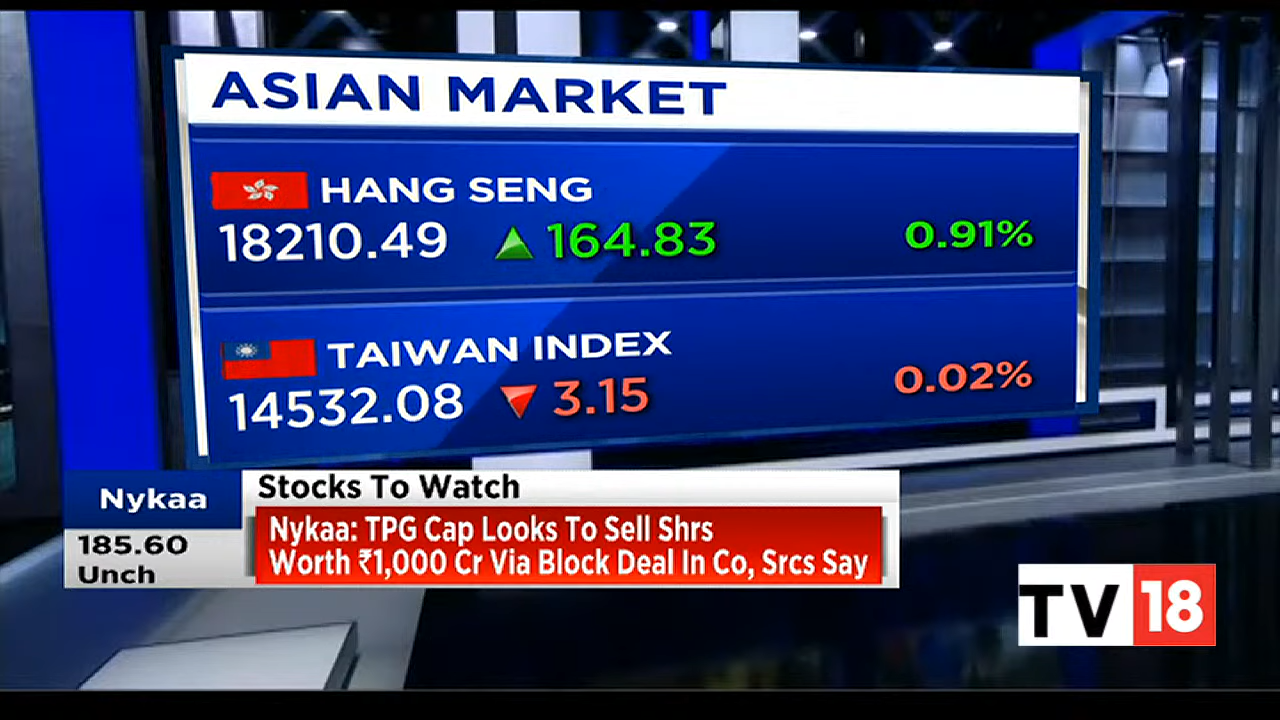 ASIAN MARKET
HANG SENG
18210.49 ▲ 164.83 0.91%
TAIWAN INDEX
14532.08 ▼ 3.15 0.02%
Nykaa
185.60
Unch
Stocks To Watch
Nykaa: TPG Cap Looks To Sell Shrs
Worth ₹1,000 Cr Via Block Deal In Co, Srcs Say
TV18